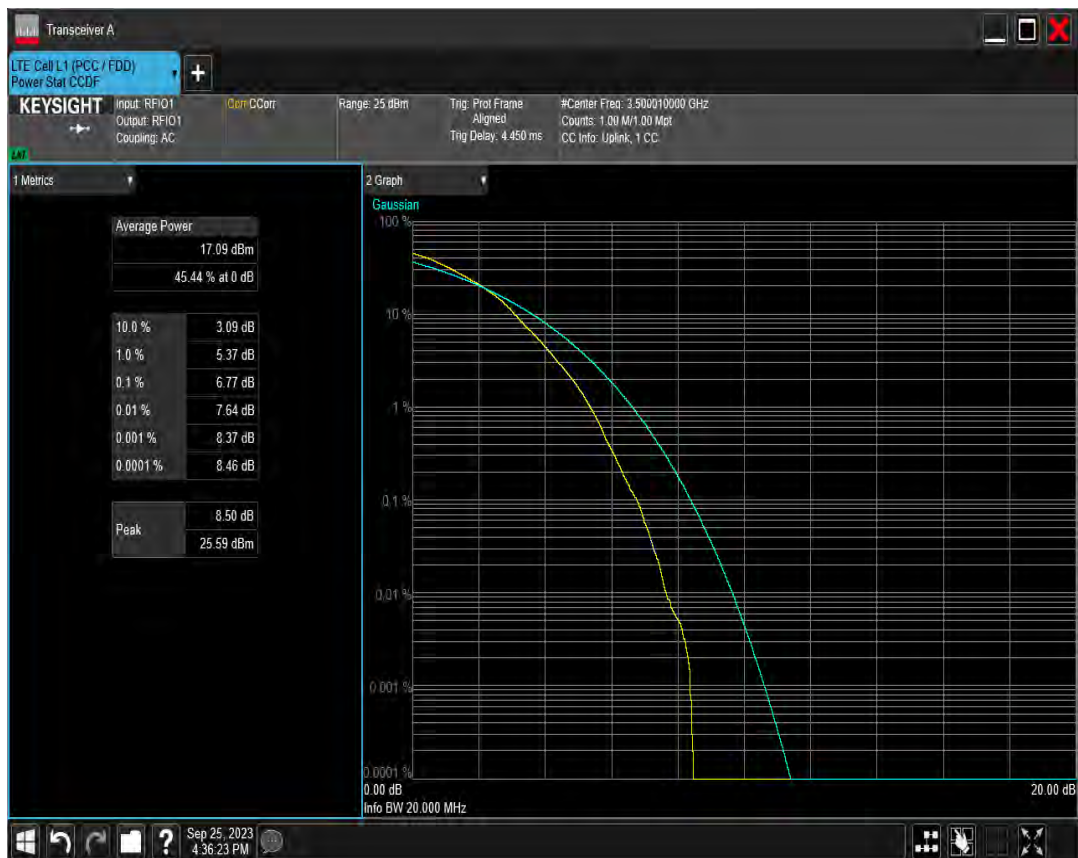 Transceiver A
LTE Cell L1 (PCC / FDD)
Power Stat CCDF
+
KEYSIGHT
Input: RFIO1
Output: RFIO1
Coupling: AC
Corr CCorr
Range: 25 dBm
Trig: Prot Frame
Aligned
Trig Delay: 4.450 ms
#Center Freq: 3.500010000 GHz
Counts: 1.00 M/1.00 Mpt
CC Info: Uplink, 1 CC
LXI
1 Metrics
Average Power
17.09 dBm
45.44 % at 0 dB
10.0 % 3.09 dB
1.0 % 5.37 dB
0.1 % 6.77 dB
0.01 % 7.64 dB
0.001 % 8.37 dB
0.0001 % 8.46 dB
Peak
8.50 dB
25.59 dBm
2 Graph
Gaussian
100 %
10 %
1 %
0.1 %
0.01 %
0.001 %
0.0001 %
0.00 dB
20.00 dB
Info BW 20.000 MHz
?
Sep 25, 2023
4:36:23 PM